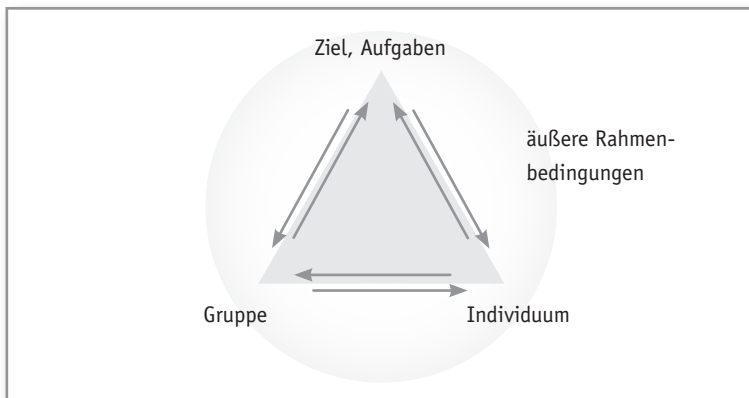 Ziel, Aufgaben
äußere Rahmen-
bedingungen
Gruppe
Individuum